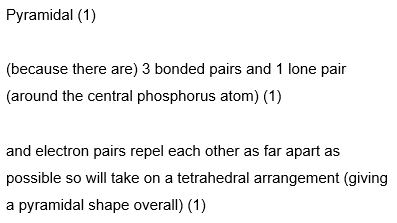 Pyramidal (1)
(because there are) 3 bonded pairs and 1 lone pair
(around the central phosphorus atom) (1)
and electron pairs repel each other as far apart as
possible so will take on a tetrahedral arrangement (giving
a pyramidal shape overall) (1)